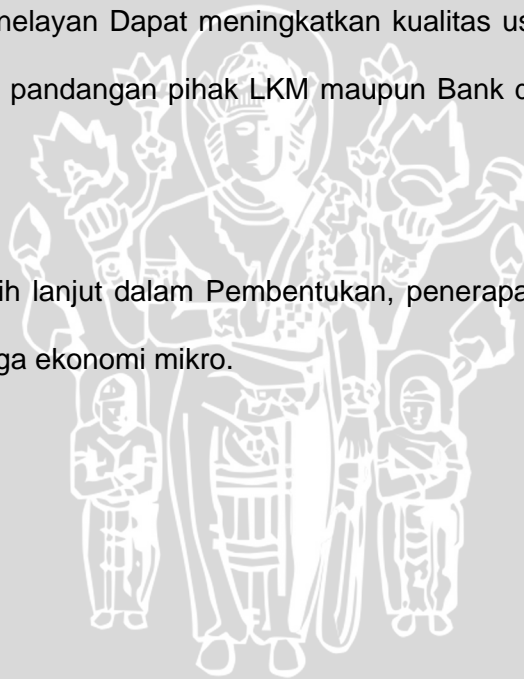 nelayan Dapat meningkatkan kualitas us
pandangan pihak LKM maupun Bank d
ih lanjut dalam Pembentukan, penerapa
ga ekonomi mikro.